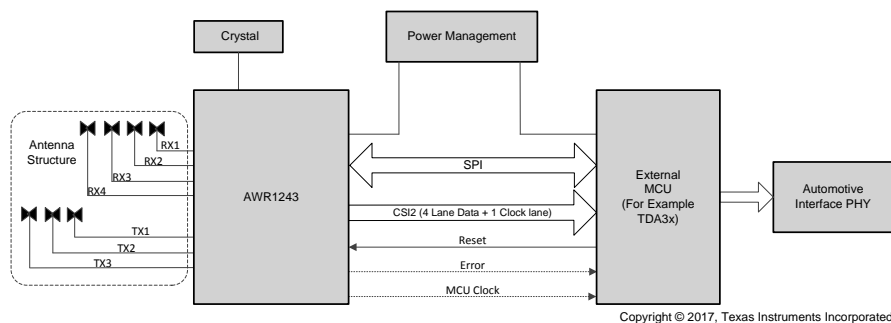 Crystal
Power Management
Antenna
Structure
RX1
RX2
RX3
RX4
TX1
TX2
TX3
AWR1243
SPI
CSI2 (4 Lane Data + 1 Clock lane)
Reset
Error
MCU Clock
External
MCU
(For Example
TDA3x)
Automotive
Interface PHY
Copyright © 2017, Texas Instruments Incorporated